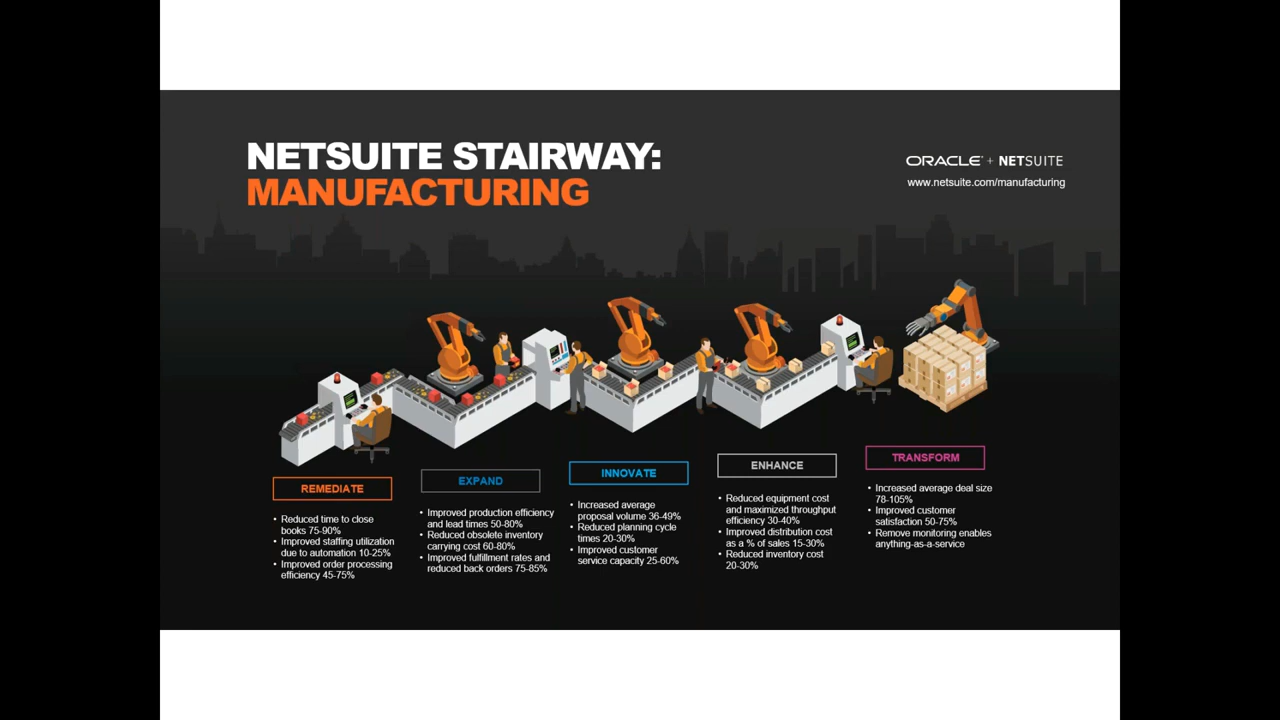 NETSUITE STAIRWAY:
MANUFACTURING
ORACLE + NETSUITE
www.netsuite.com/manufacturing
REMEDIATE
• Reduced time to close
books 75-90%
• Improved staffing utilization
due to automation 10-25%
• Improved order processing
efficiency 45-75%
EXPAND
• Improved production efficiency
and lead times 50-80%
• Reduced obsolete inventory
carrying cost 60-80%
• Improved fulfillment rates and
reduced back orders 75-85%
INNOVATE
• Increased average
proposal volume 36-49%
• Reduced planning cycle
times 20-30%
• Improved customer
service capacity 25-60%
ENHANCE
• Reduced equipment cost
and maximized throughput
efficiency 30-40%
• Improved distribution cost
as a % of sales 15-30%
• Reduced inventory cost
20-30%
TRANSFORM
• Increased average deal size
78-105%
• Improved customer
satisfaction 50-75%
• Remove monitoring enables
anything-as-a-service